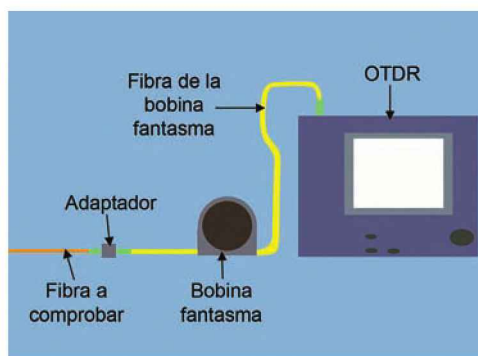 Fibra de la
bobina
fantasma
OTDR
Adaptador
Fibra a
comprobar
Bobina
fantasma